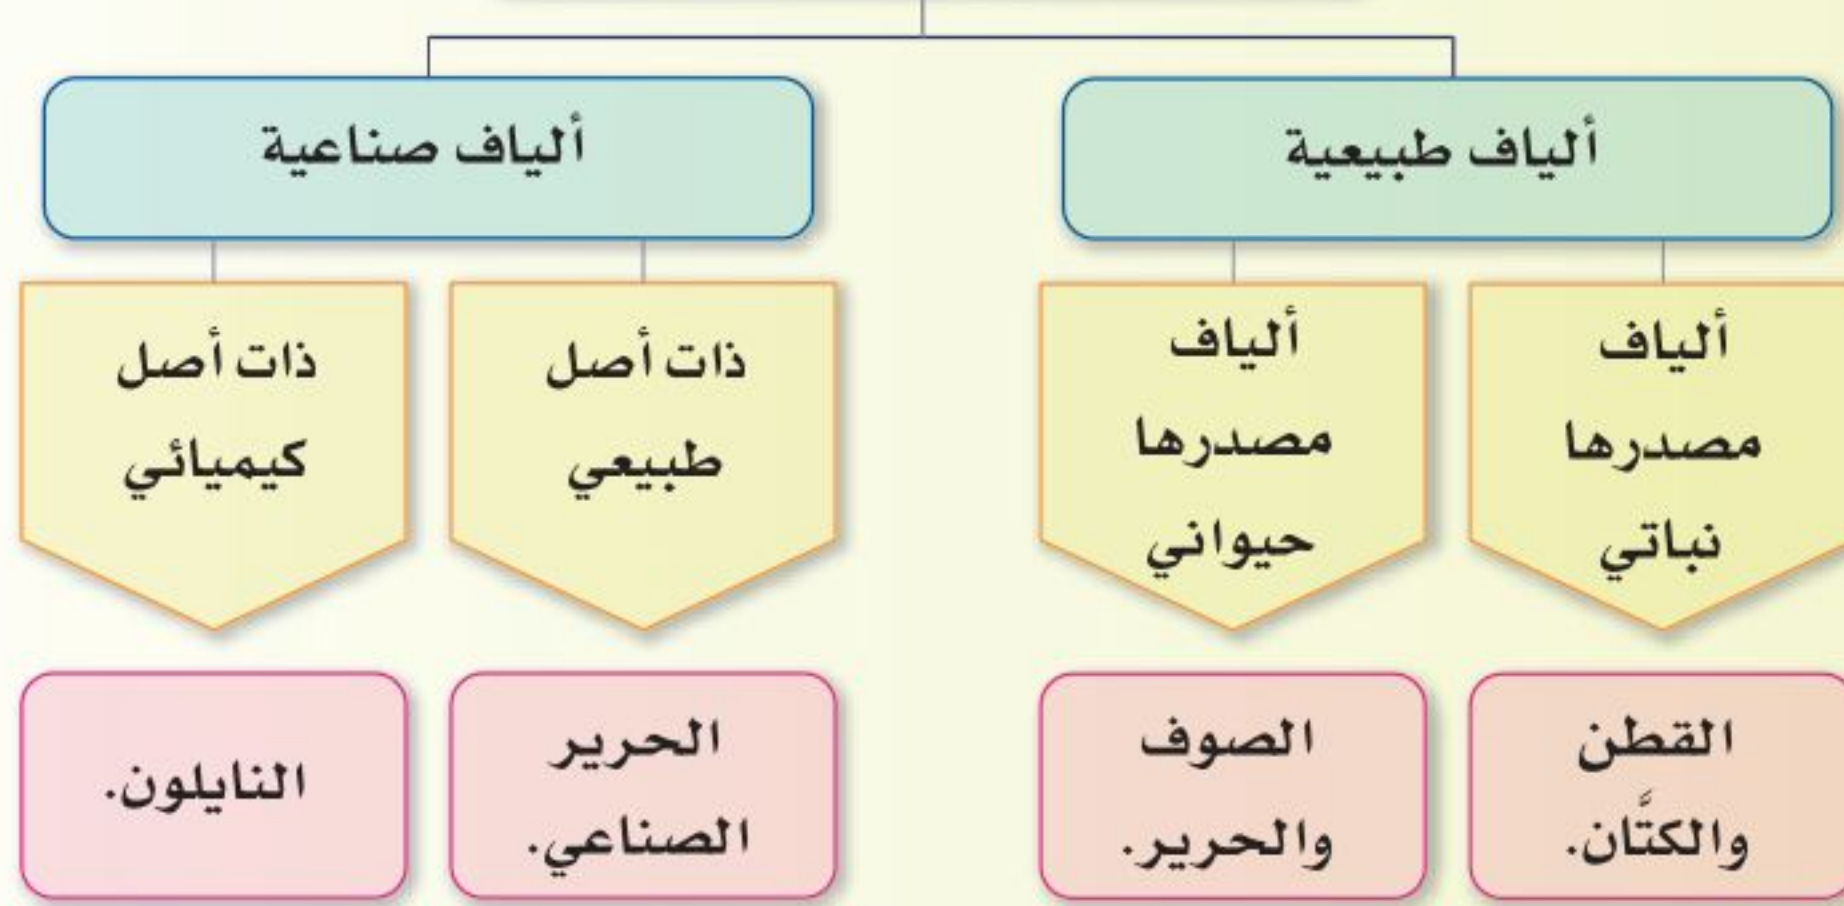 ألياف طبيعية
ألياف صناعية
ألياف
مصدرها
نباتي
ألياف
مصدرها
حيواني
ذات أصل
طبيعي
ذات أصل
كيميائي
القطن
والكتَّان.
الصوف
والحرير.
الحرير
الصناعي.
النايلون.